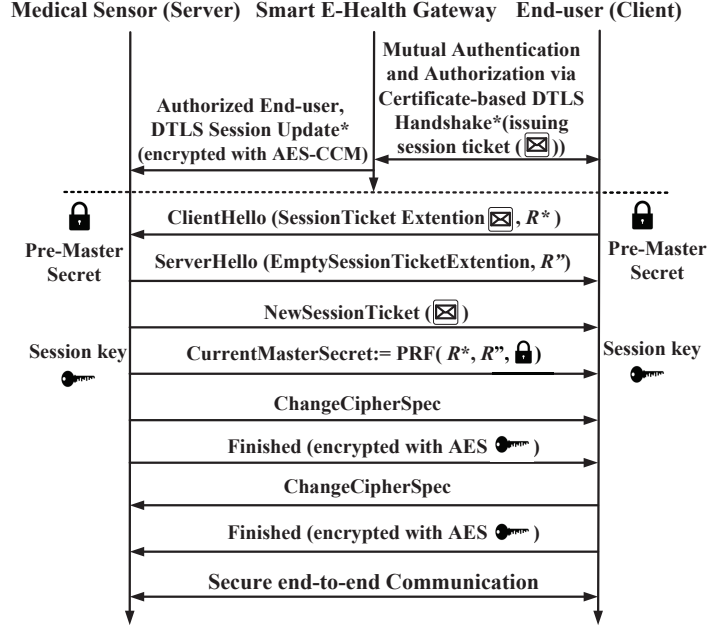 Medical Sensor (Server) Smart E-Health Gateway End-user (Client)
Mutual Authentication
and Authorization via
Certificate-based DTLS
Handshake*(issuing
session ticket ( ))
Authorized End-user,
DTLS Session Update*
(encrypted with AES-CCM)
ClientHello (SessionTicket Extention , R* )
Pre-Master
Secret
Pre-Master
Secret
ServerHello (EmptySessionTicketExtention, R”)
NewSessionTicket ( )
Session key
CurrentMasterSecret:= PRF( R*, R”, )
Session key
ChangeCipherSpec
Finished (encrypted with AES )
ChangeCipherSpec
Finished (encrypted with AES )
Secure end-to-end Communication